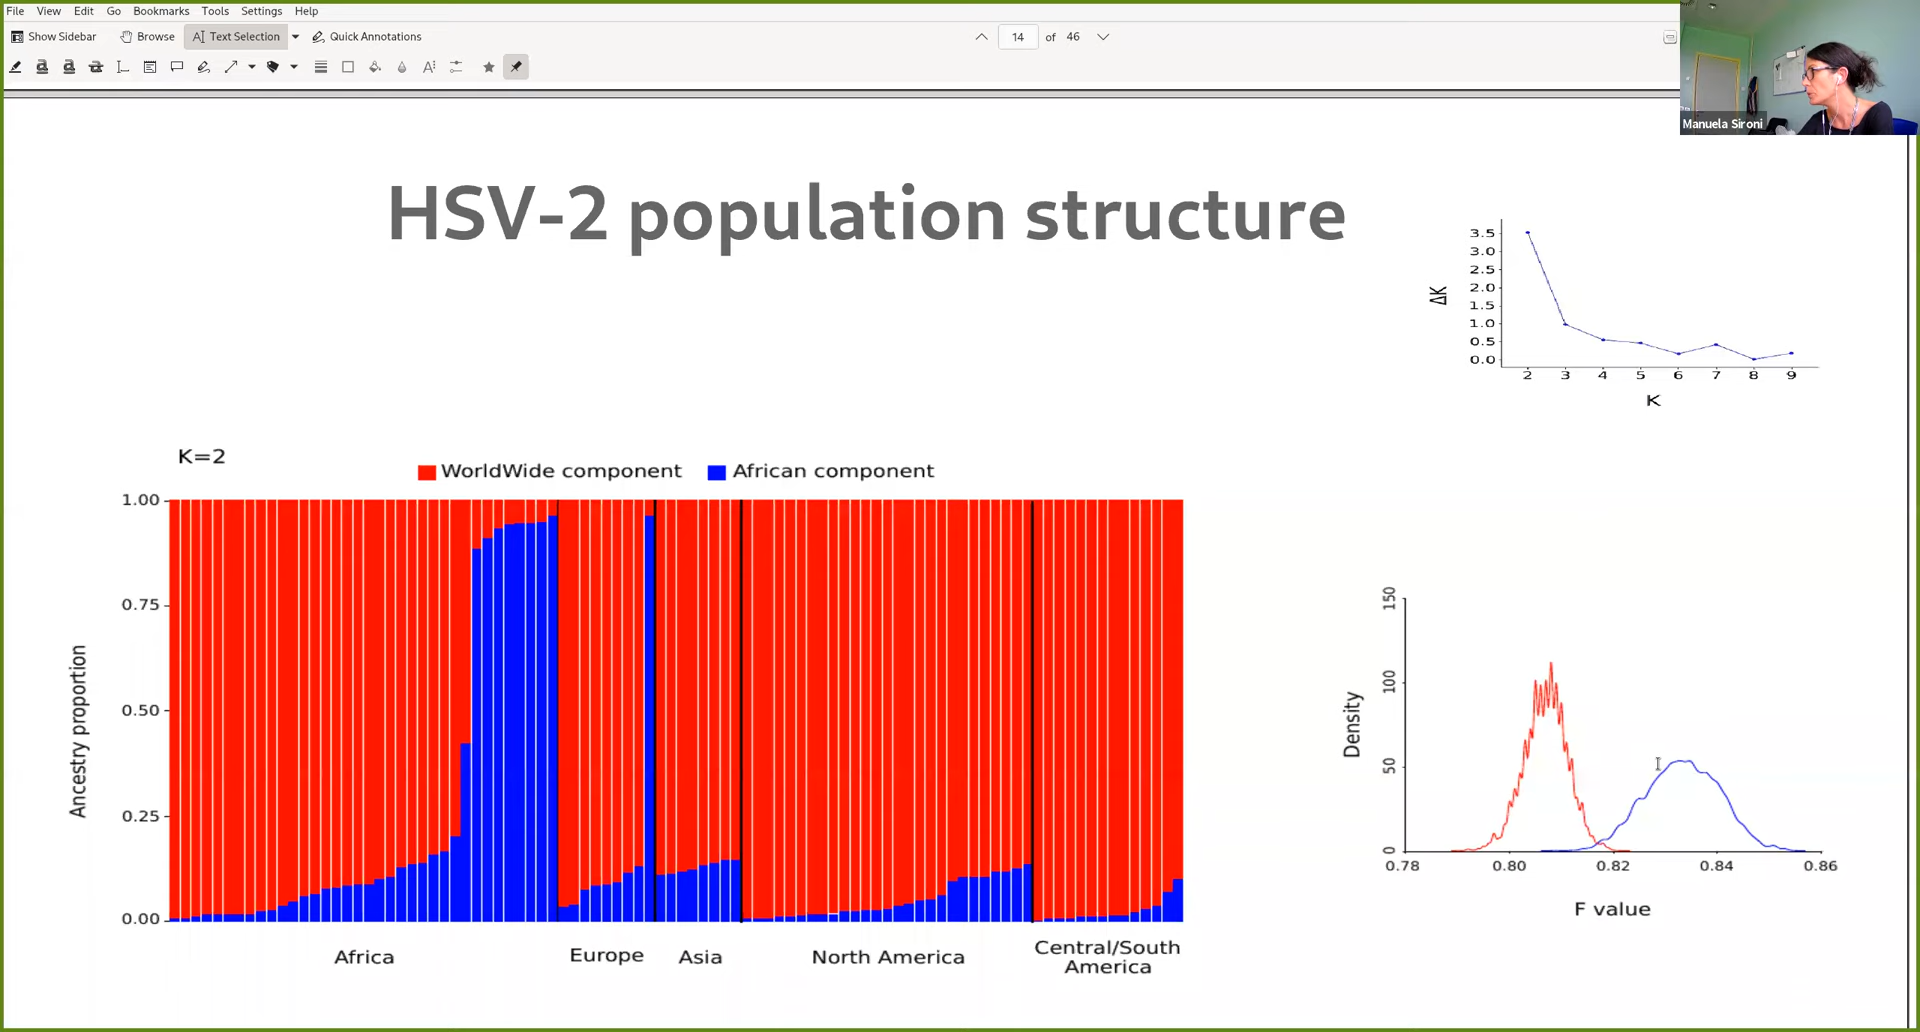 File View Edit Go Bookmarks Tools Settings Help
Show Sidebar Browse Text Selection Quick Annotations 14 of 46
Manuela Sironi
HSV-2 population structure
3.5
3.0
2.5
2.0
1.5
1.0
0.5
0.0
ΔK
2 3 4 5 6 7 8 9
K
K=2
WorldWide component African component
1.00
0.75
0.50
0.25
0.00
Ancestry proportion
Africa Europe Asia North America Central/South
America
150
100
50
0
Density
0.78 0.80 0.82 0.84 0.86
F value